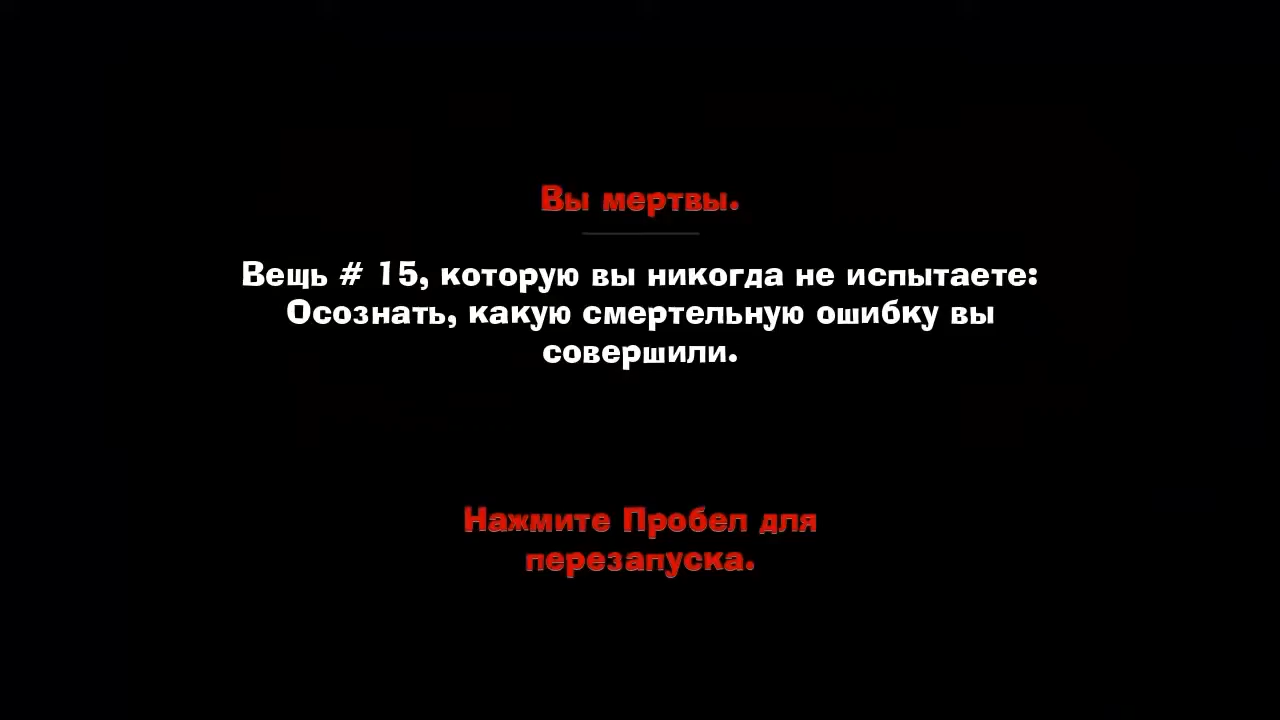 Вы мертвы.
Вещь # 15, которую вы никогда не испытаете:
Осознать, какую смертельную ошибку вы
совершили.
Нажмите Пробел для
перезапуска.